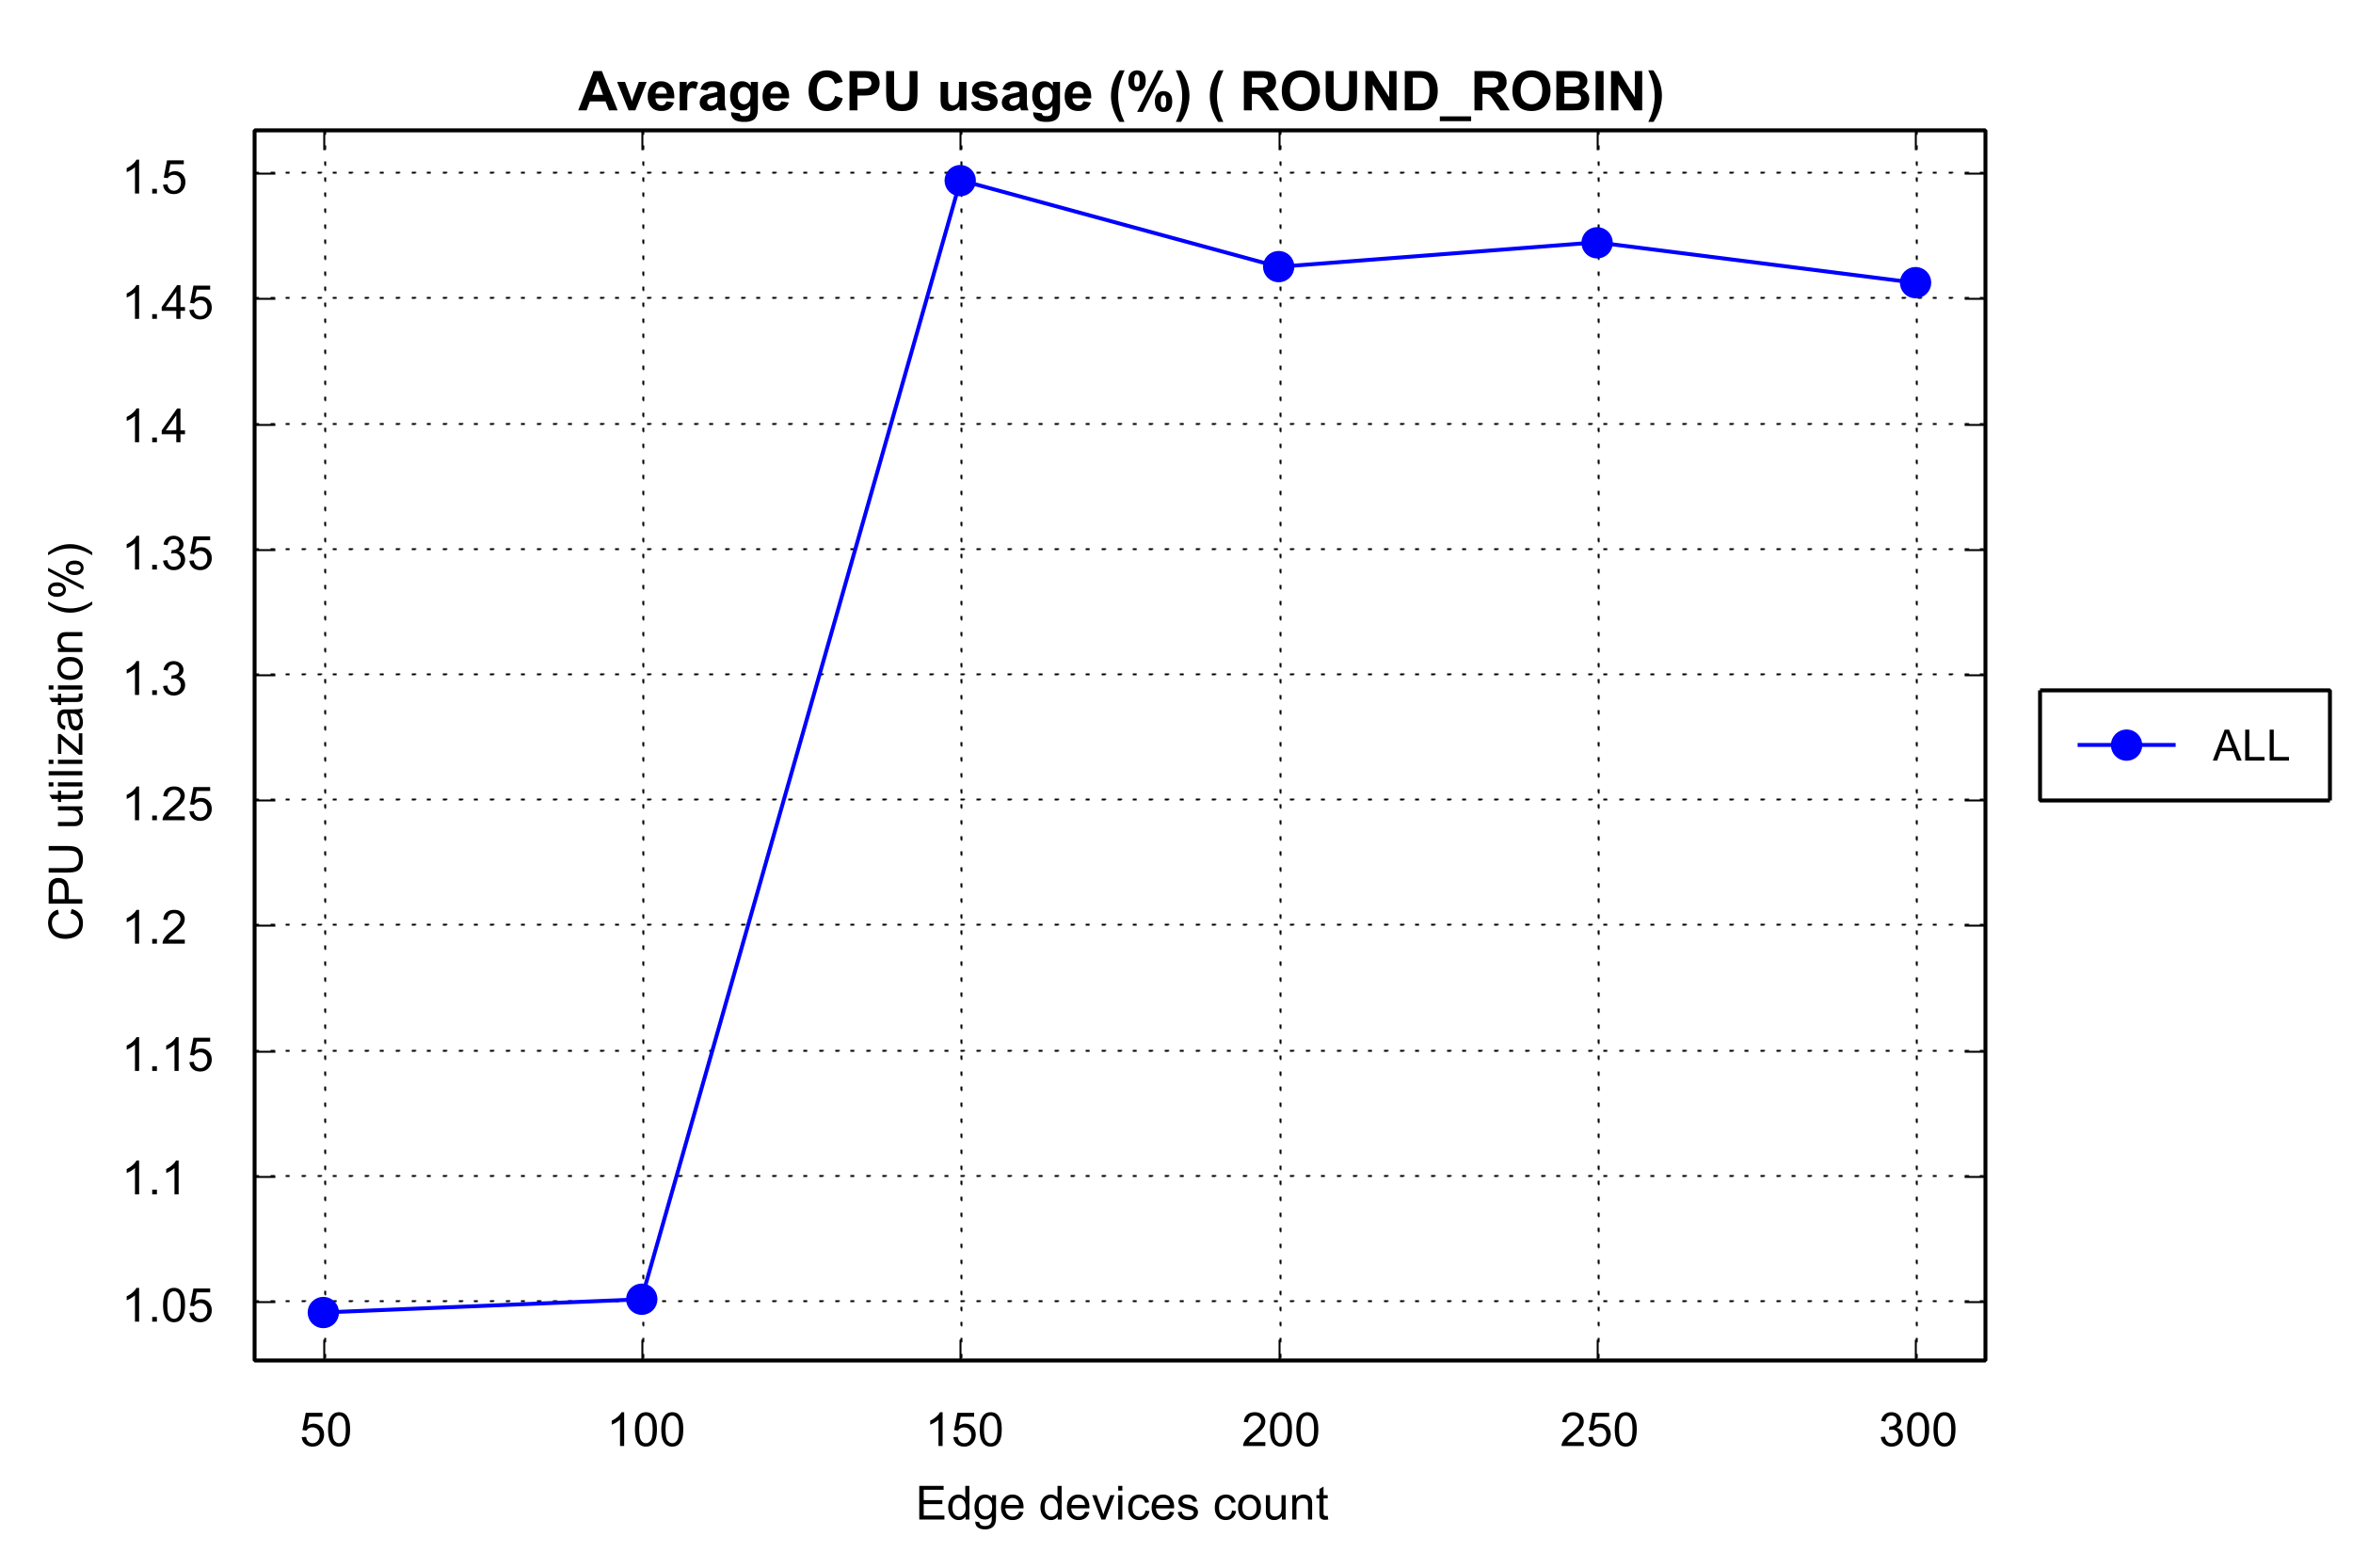 Average CPU usage (%) ( ROUND_ROBIN)
CPU utilization (%)
1.5
1.45
1.4
1.35
1.3
1.25
1.2
1.15
1.1
1.05
ALL
50 100 150 200 250 300
Edge devices count